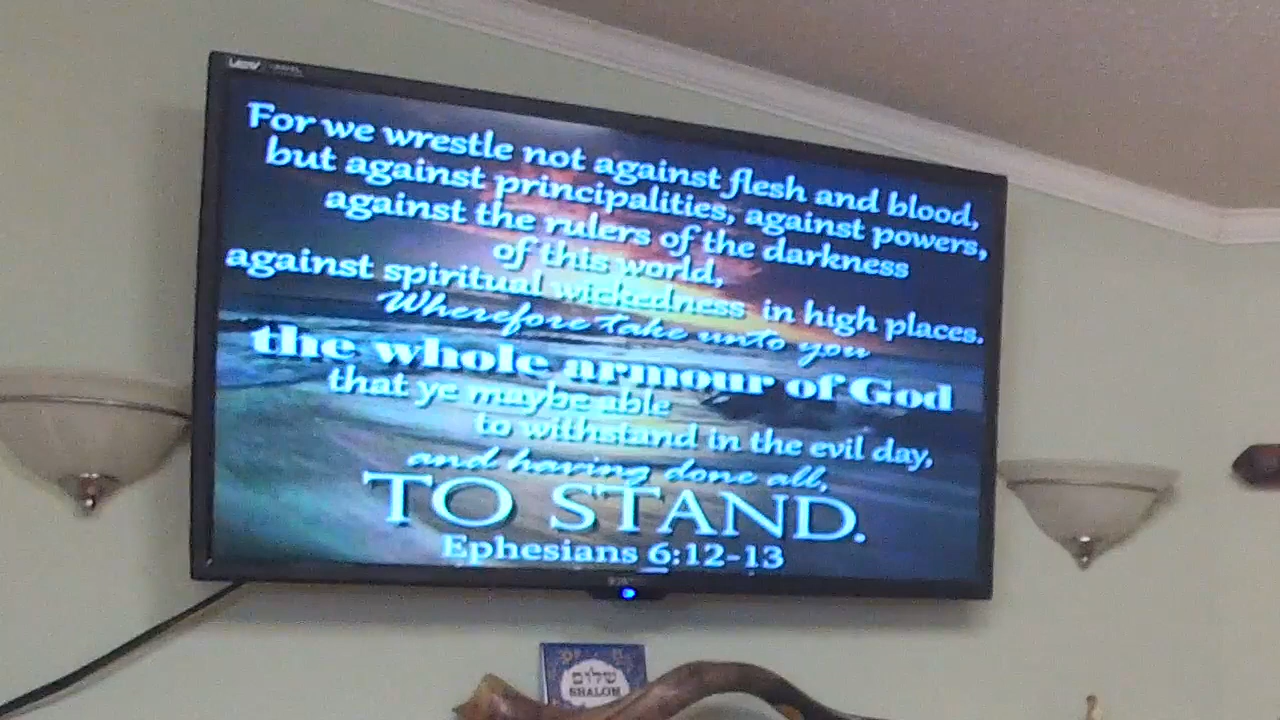 For we wrestle not against flesh and blood,
but against principalities, against powers,
against the rulers of the darkness
of this world,
against spiritual wickedness in high places.
Wherefore take unto you
the whole armour of God
that ye maybe able
to withstand in the evil day,
and having done all,
TO STAND.
Ephesians 6:12-13
שלום
SHALOM